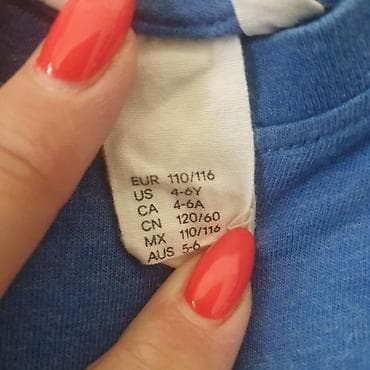 EUR 110/116
US 4-6Y
CA 4-6A
CN 120/60
MX 110/116
AUS 5-6